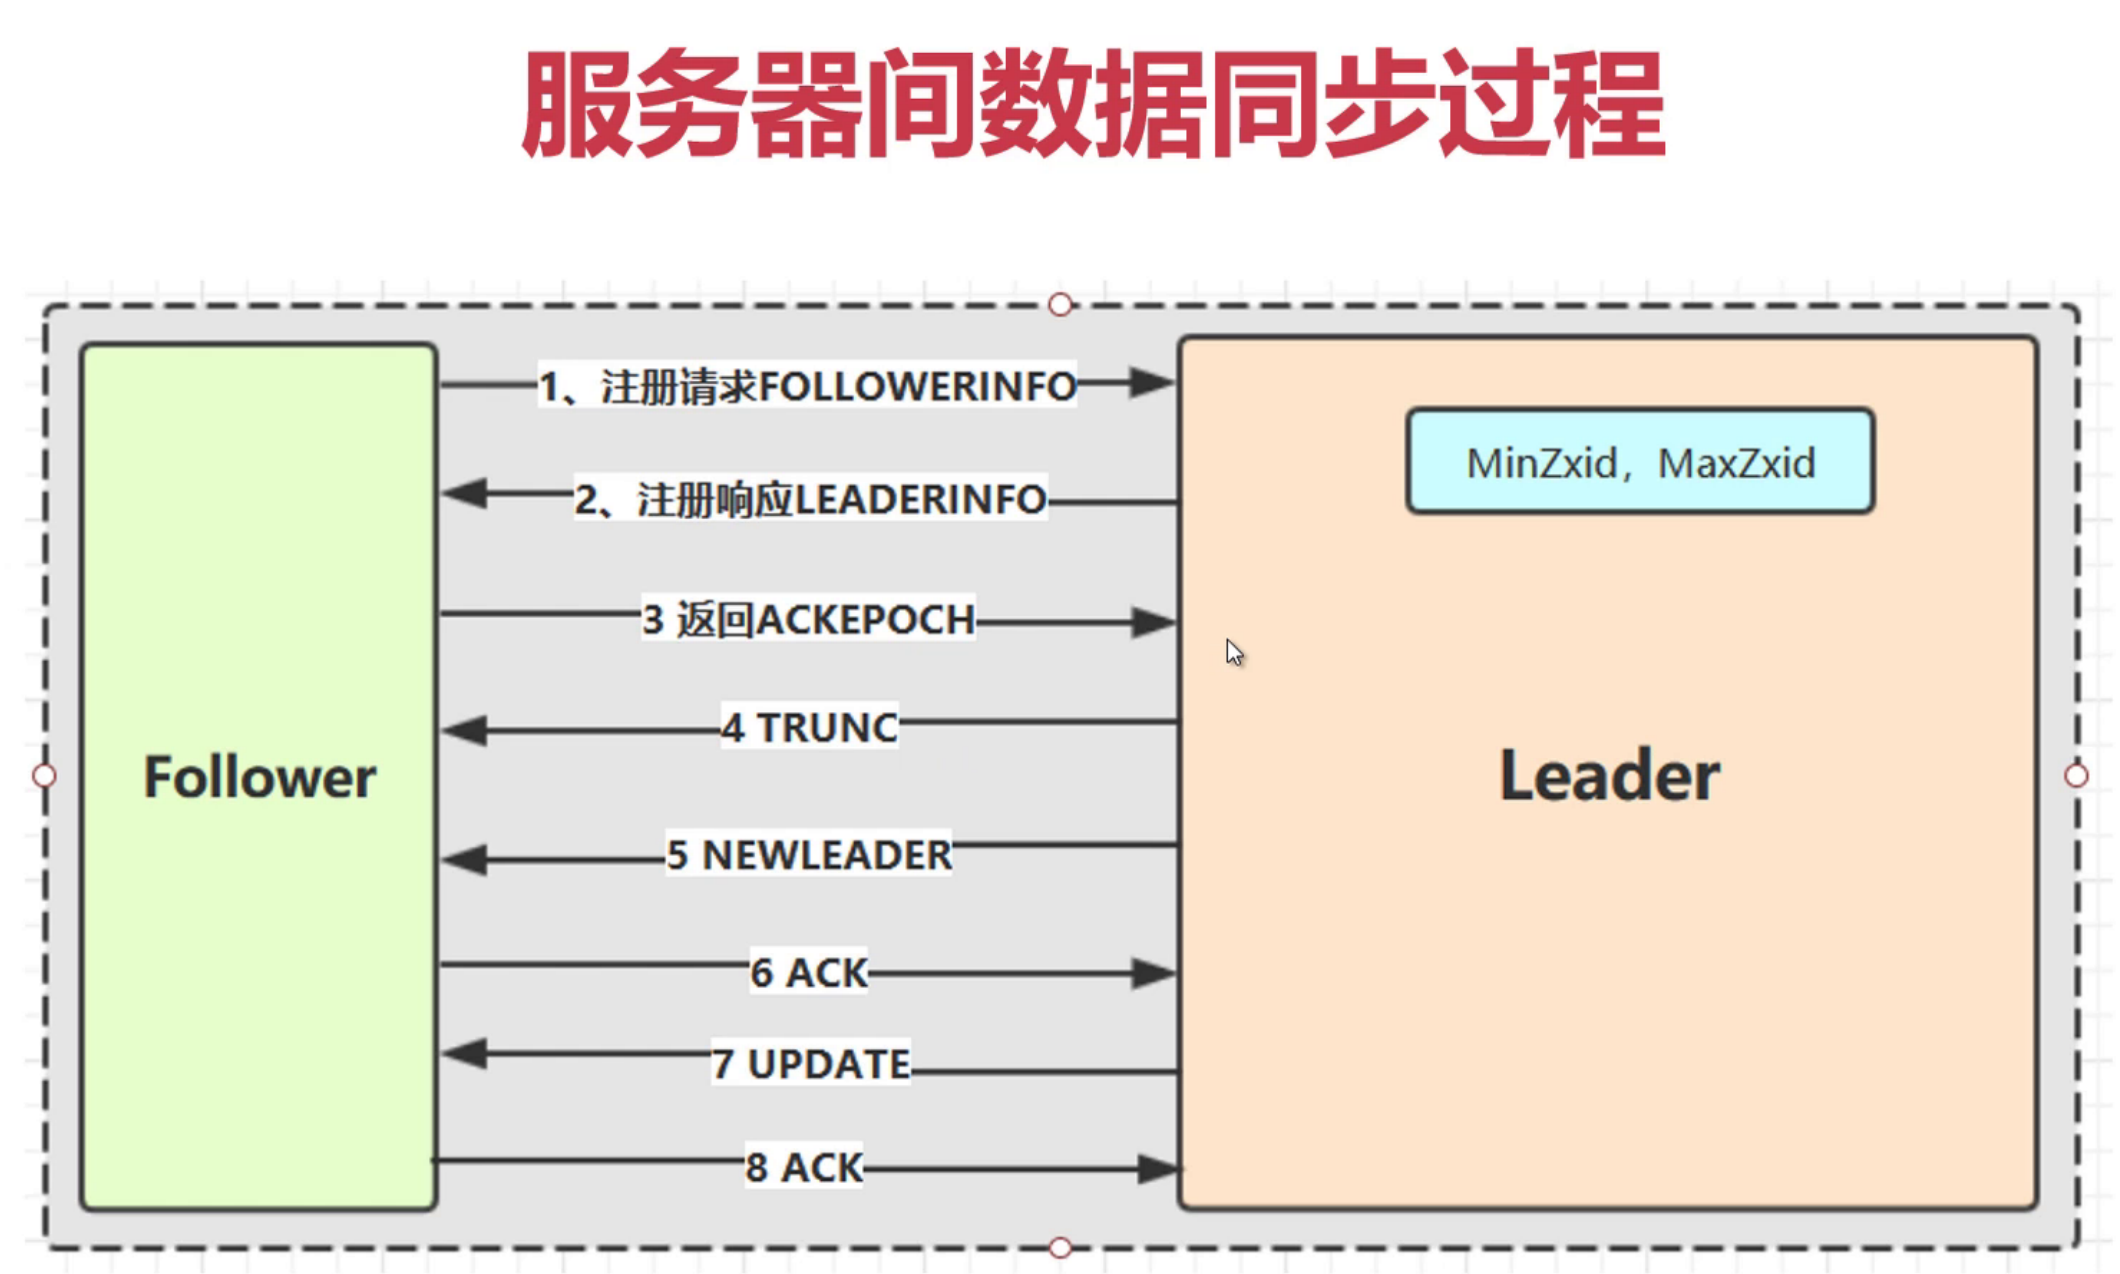 服务器间数据同步过程
1、注册请求FOLLOWERINFO
MinZxid，MaxZxid
2、注册响应LEADERINFO
3 返回ACKEPOCH
4 TRUNC
Follower
Leader
5 NEWLEADER
6 ACK
7 UPDATE
8 ACK